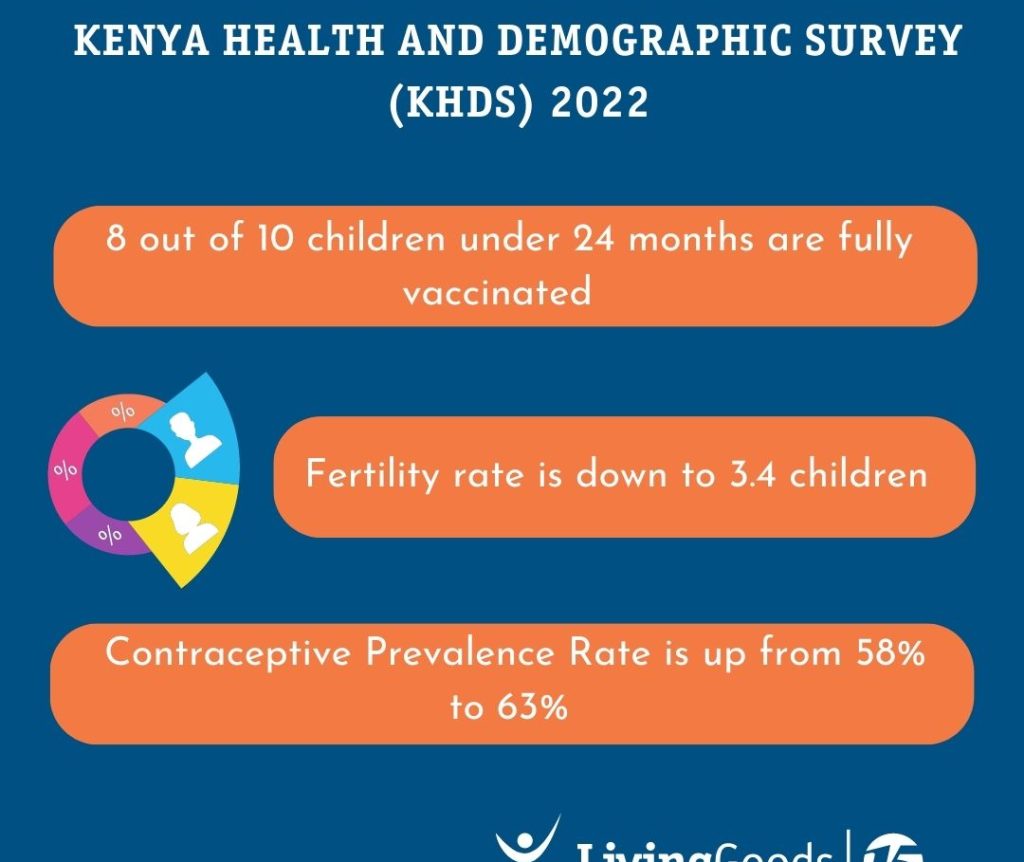 KENYA HEALTH AND DEMOGRAPHIC SURVEY
(KHDS) 2022
8 out of 10 children under 24 months are fully
vaccinated
%
%
%
Fertility rate is down to 3.4 children
Contraceptive Prevalence Rate is up from 58%
to 63%
LivingGoods